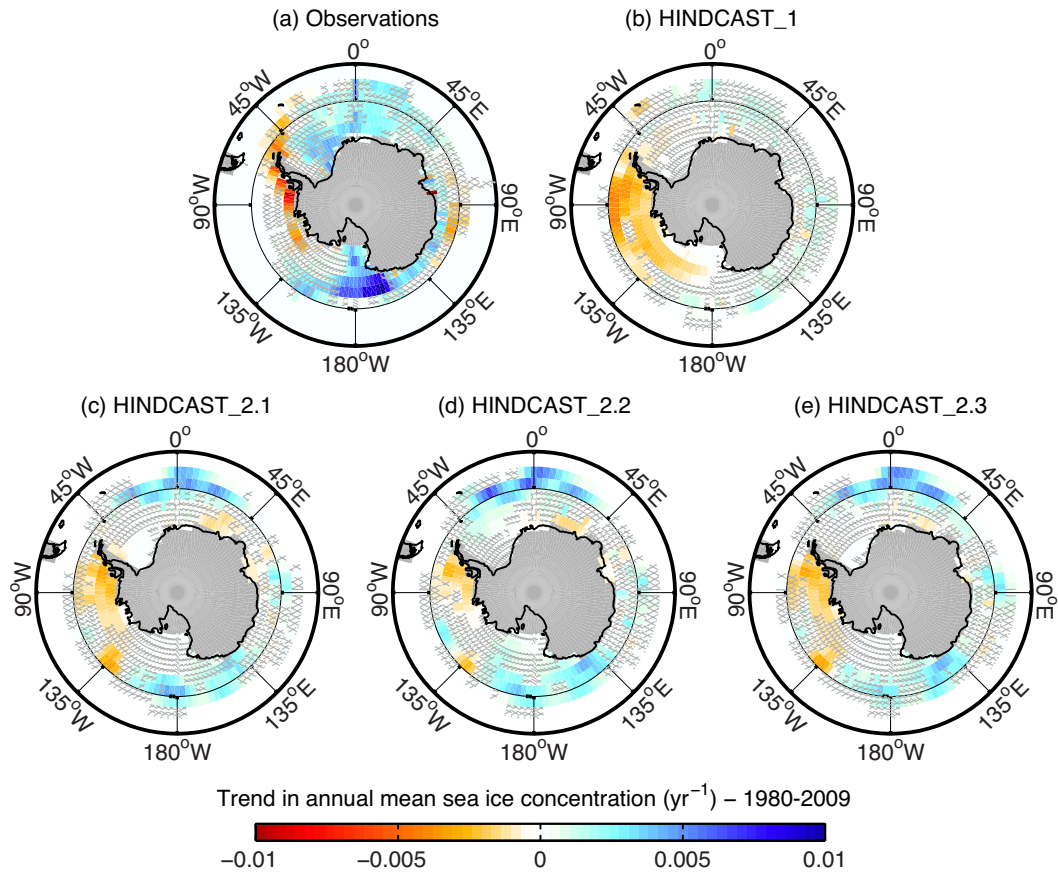 (a) Observations
(b) HINDCAST_1
0°
0°
45°W
45°E
45°W
45°E
90°W
90°E
90°W
90°E
135°W
135°E
135°W
135°E
180°W
180°W
(c) HINDCAST_2.1
(d) HINDCAST_2.2
(e) HINDCAST_2.3
0°
0°
0°
45°W
45°E
45°W
45°E
45°W
45°E
90°W
90°E
90°W
90°E
90°W
90°E
135°W
135°E
135°W
135°E
135°W
135°E
180°W
180°W
180°W
Trend in annual mean sea ice concentration (yr⁻¹) – 1980-2009
−0.01
−0.005
0
0.005
0.01